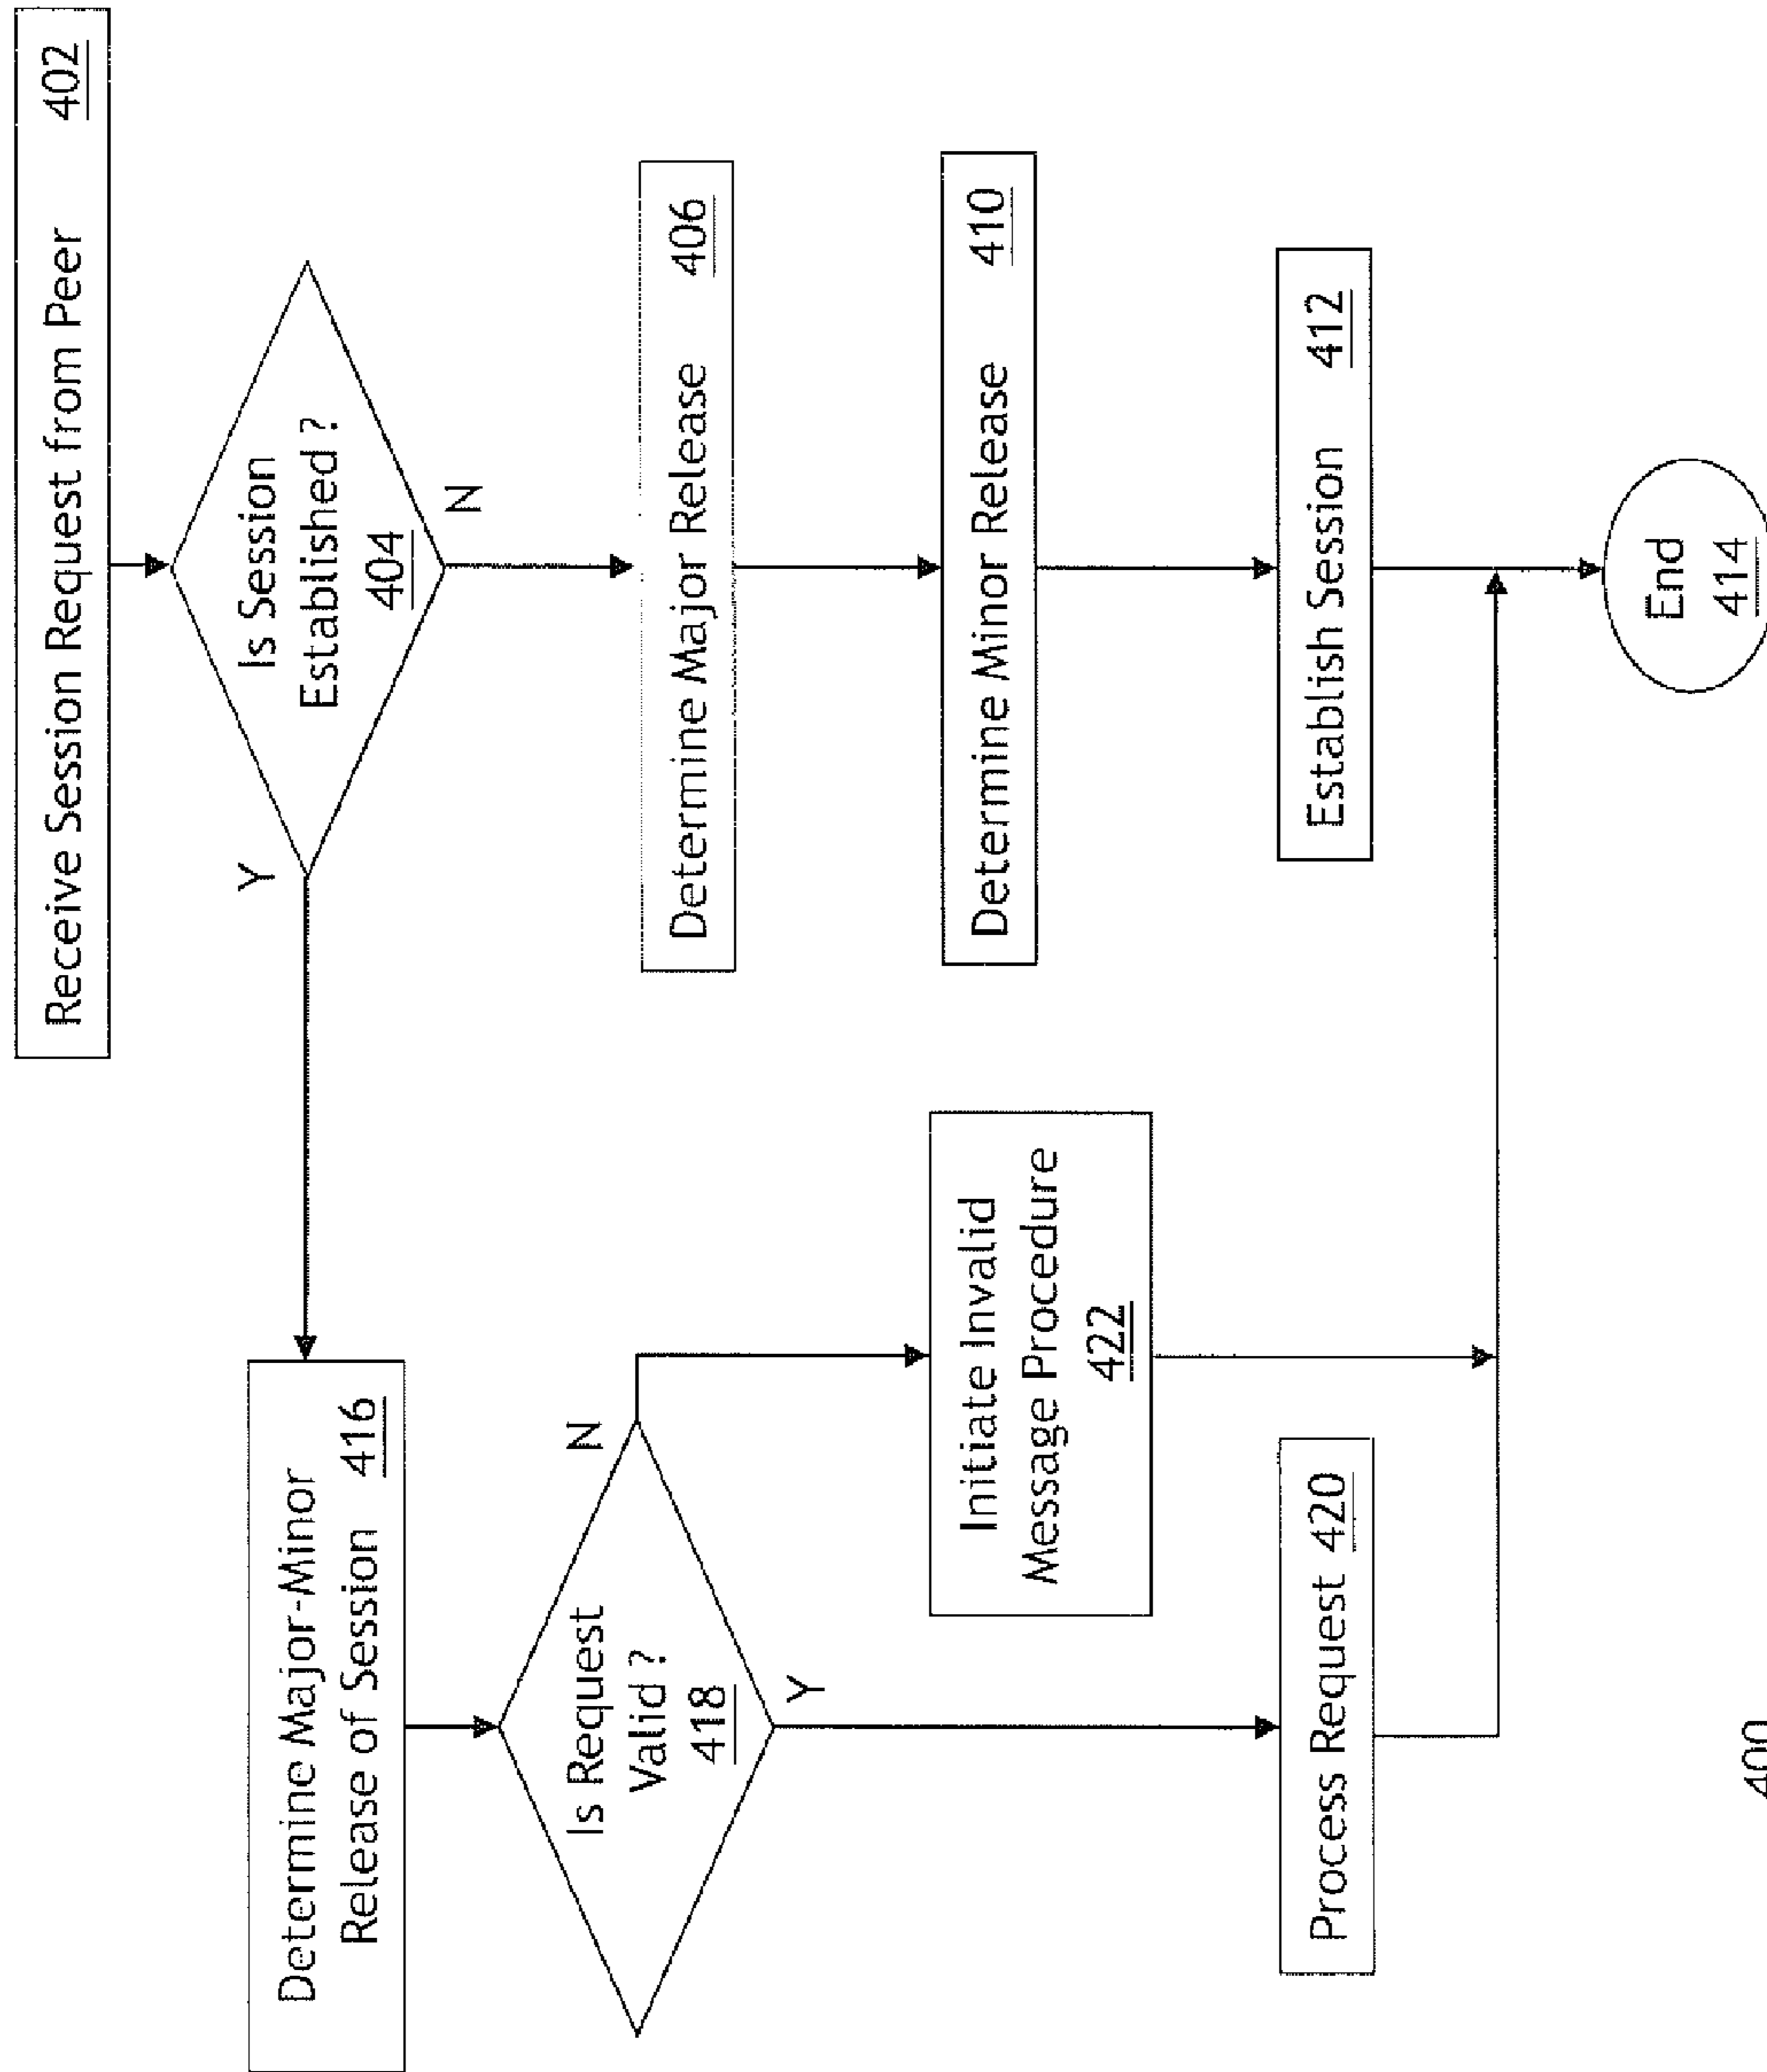 Receive Session Request from Peer 402
Is Session
Established ?
404
Y
N
Determine Major Release 406
Determine Minor Release 410
Establish Session 412
End
414
Determine Major-Minor
Release of Session 416
Is Request
Valid ?
418
N
Y
Initiate Invalid
Message Procedure
422
Process Request 420
400